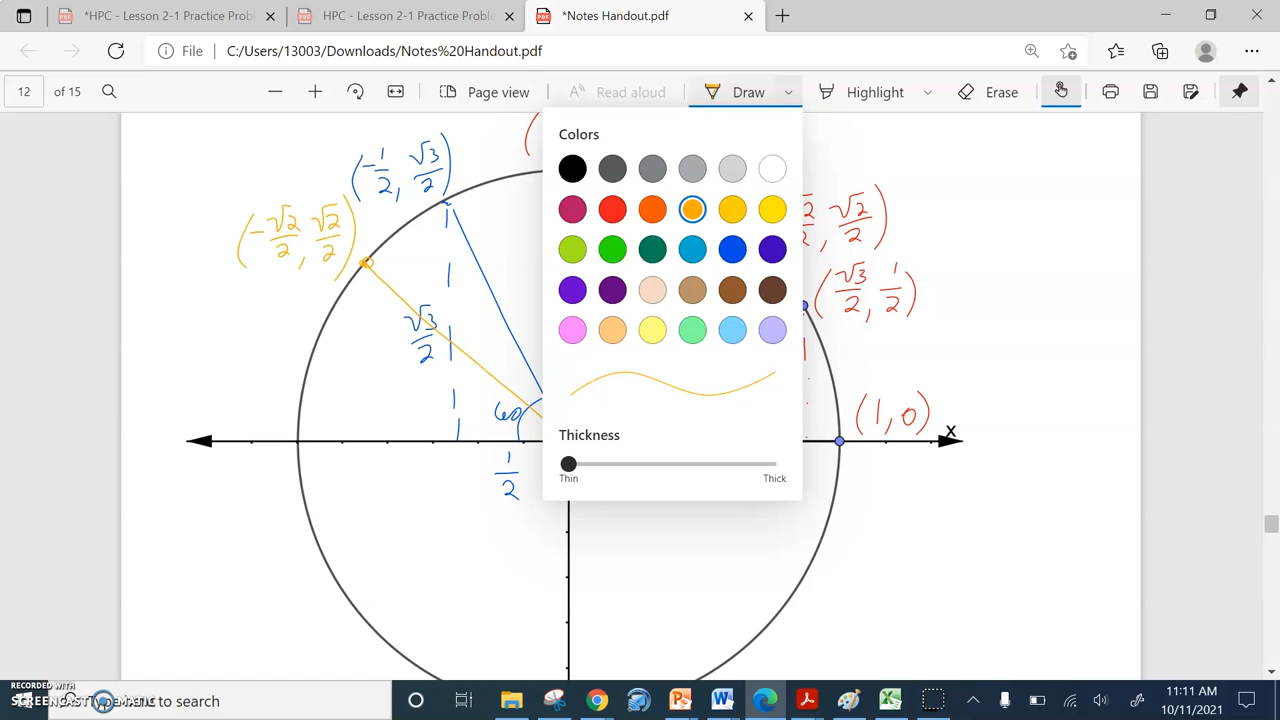 *HPC - Lesson 2-1 Practice Prob
HPC - Lesson 2-1 Practice Proble
*Notes Handout.pdf
File
C:/Users/13003/Downloads/Notes%20Handout.pdf
12 of 15
Page view
Read aloud
Draw
Highlight
Erase
Colors
Thickness
Thin
Thick
(-1/2, √3/2)
(-√2/2, √2/2)
√2/2)
(√3/2, 1/2)
√3/2
60
(1,0)
x
1/2
RECORDED WITH
SCREENCAST-O-MATIC
to search
11:11 AM
10/11/2021